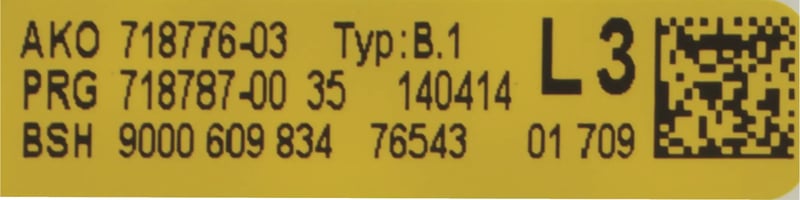 AKO 718776-03 Typ:B.1 L3
PRG 718787-00 35 140414
BSH 9000 609 834 76543 01 709